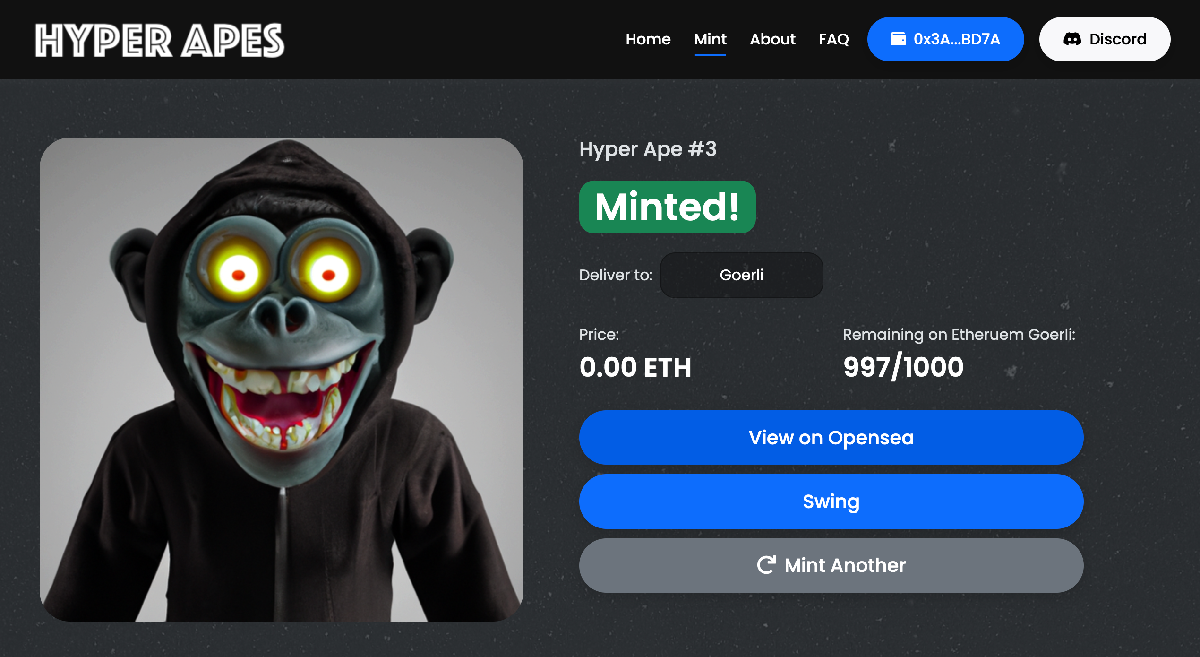 HYPER APES
Home Mint About FAQ 0x3A...BD7A Discord
Hyper Ape #3
Minted!
Deliver to: Goerli
Price:
0.00 ETH
Remaining on Etheruem Goerli:
997/1000
View on Opensea
Swing
Mint Another